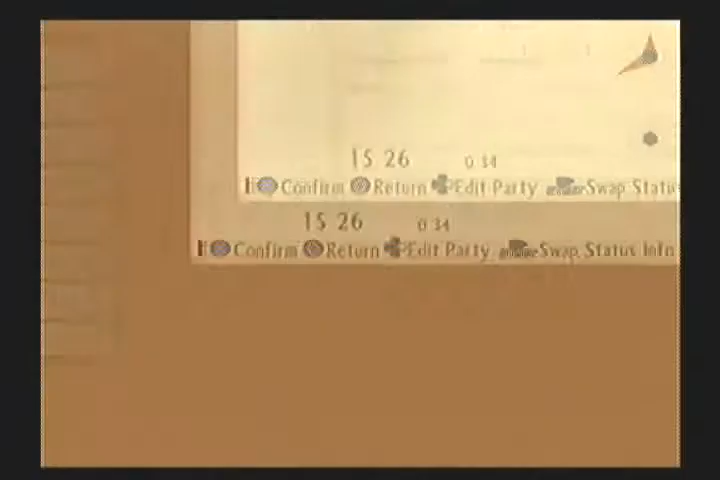 15 26 0 34
Confirm Return Edit Party Swap Statu
15 26 0 34
Confirm Return Edit Party Swap Status Info